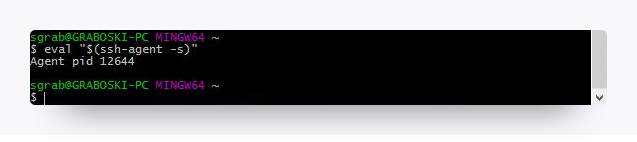 sgrab@GRABOSKI-PC MINGW64 ~
$ eval "$(ssh-agent -s)"
Agent pid 12644
sgrab@GRABOSKI-PC MINGW64 ~
$